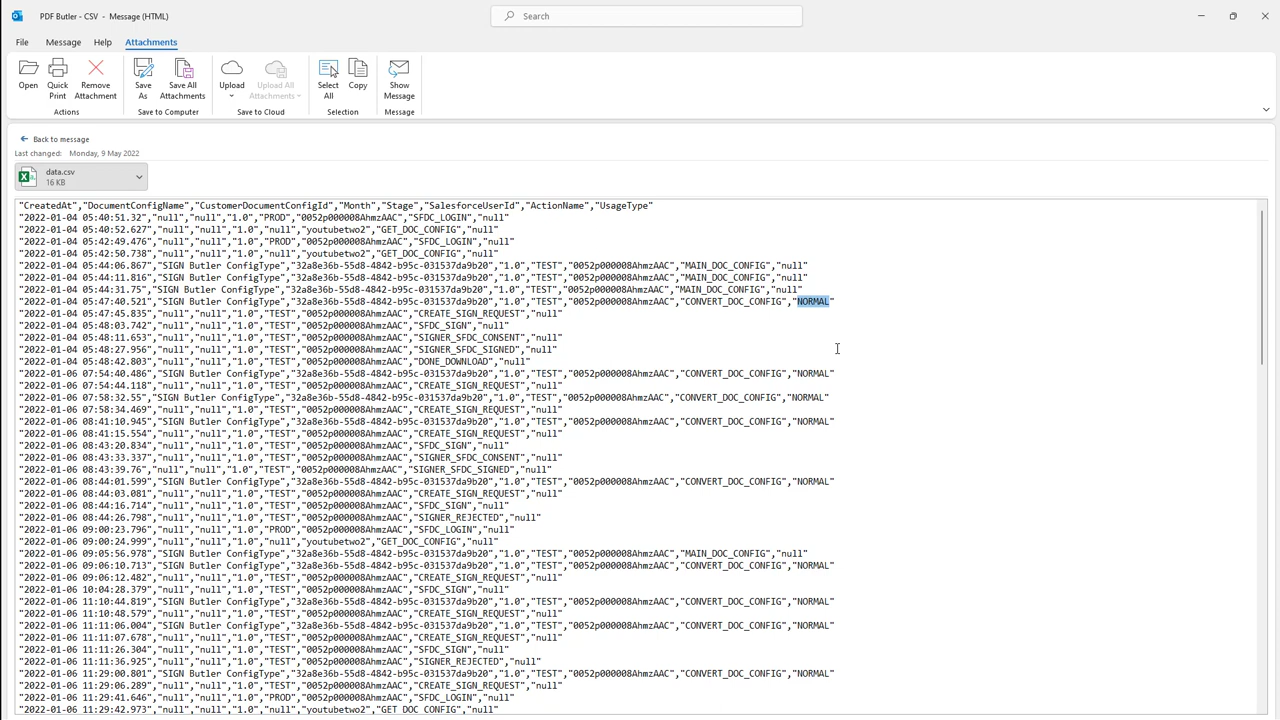 PDF Butler - CSV - Message (HTML)
Search
File Message Help Attachments
Open Quick Print Remove Attachment Save As Save All Attachments Upload Upload All Attachments Select All Copy Show Message
Actions Save to Computer Save to Cloud Selection Message
Back to message
Last changed: Monday, 9 May 2022
data.csv
16 KB
"CreatedAt","DocumentConfigName","CustomerDocumentConfigId","Month","Stage","SalesforceUserId","ActionName","UsageType"
"2022-01-04 05:40:51.32","null","null","1.0","PROD","0052p000008AhmzAAC","SFDC_LOGIN","null"
"2022-01-04 05:40:52.627","null","null","1.0","null","youtubetwo2","GET_DOC_CONFIG","null"
"2022-01-04 05:42:49.476","null","null","1.0","PROD","0052p000008AhmzAAC","SFDC_LOGIN","null"
"2022-01-04 05:42:50.738","null","null","1.0","null","youtubetwo2","GET_DOC_CONFIG","null"
"2022-01-04 05:44:06.867","SIGN Butler ConfigType","32a8e36b-55d8-4842-b95c-031537da9b20","1.0","TEST","0052p000008AhmzAAC","MAIN_DOC_CONFIG","null"
"2022-01-04 05:44:11.816","SIGN Butler ConfigType","32a8e36b-55d8-4842-b95c-031537da9b20","1.0","TEST","0052p000008AhmzAAC","MAIN_DOC_CONFIG","null"
"2022-01-04 05:44:31.75","SIGN Butler ConfigType","32a8e36b-55d8-4842-b95c-031537da9b20","1.0","TEST","0052p000008AhmzAAC","MAIN_DOC_CONFIG","null"
"2022-01-04 05:47:40.521","SIGN Butler ConfigType","32a8e36b-55d8-4842-b95c-031537da9b20","1.0","TEST","0052p000008AhmzAAC","CONVERT_DOC_CONFIG","NORMAL"
"2022-01-04 05:47:45.835","null","null","1.0","TEST","0052p000008AhmzAAC","CREATE_SIGN_REQUEST","null"
"2022-01-04 05:48:03.742","null","null","1.0","TEST","0052p000008AhmzAAC","SFDC_SIGN","null"
"2022-01-04 05:48:11.653","null","null","1.0","TEST","0052p000008AhmzAAC","SIGNER_SFDC_CONSENT","null"
"2022-01-04 05:48:27.956","null","null","1.0","TEST","0052p000008AhmzAAC","SIGNER_SFDC_SIGNED","null"
"2022-01-04 05:48:42.803","null","null","1.0","TEST","0052p000008AhmzAAC","DONE_DOWNLOAD","null"
"2022-01-06 07:54:40.486","SIGN Butler ConfigType","32a8e36b-55d8-4842-b95c-031537da9b20","1.0","TEST","0052p000008AhmzAAC","CONVERT_DOC_CONFIG","NORMAL"
"2022-01-06 07:54:44.118","null","null","1.0","TEST","0052p000008AhmzAAC","CREATE_SIGN_REQUEST","null"
"2022-01-06 07:58:32.55","SIGN Butler ConfigType","32a8e36b-55d8-4842-b95c-031537da9b20","1.0","TEST","0052p000008AhmzAAC","CONVERT_DOC_CONFIG","NORMAL"
"2022-01-06 07:58:34.469","null","null","1.0","TEST","0052p000008AhmzAAC","CREATE_SIGN_REQUEST","null"
"2022-01-06 08:41:10.945","SIGN Butler ConfigType","32a8e36b-55d8-4842-b95c-031537da9b20","1.0","TEST","0052p000008AhmzAAC","CONVERT_DOC_CONFIG","NORMAL"
"2022-01-06 08:41:15.554","null","null","1.0","TEST","0052p000008AhmzAAC","CREATE_SIGN_REQUEST","null"
"2022-01-06 08:43:20.834","null","null","1.0","TEST","0052p000008AhmzAAC","SFDC_SIGN","null"
"2022-01-06 08:43:33.337","null","null","1.0","TEST","0052p000008AhmzAAC","SIGNER_SFDC_CONSENT","null"
"2022-01-06 08:43:39.76","null","null","1.0","TEST","0052p000008AhmzAAC","SIGNER_SFDC_SIGNED","null"
"2022-01-06 08:44:01.599","SIGN Butler ConfigType","32a8e36b-55d8-4842-b95c-031537da9b20","1.0","TEST","0052p000008AhmzAAC","CONVERT_DOC_CONFIG","NORMAL"
"2022-01-06 08:44:03.081","null","null","1.0","TEST","0052p000008AhmzAAC","CREATE_SIGN_REQUEST","null"
"2022-01-06 08:44:16.714","null","null","1.0","TEST","0052p000008AhmzAAC","SFDC_SIGN","null"
"2022-01-06 08:44:26.798","null","null","1.0","TEST","0052p000008AhmzAAC","SIGNER_REJECTED","null"
"2022-01-06 09:00:23.796","null","null","1.0","PROD","0052p000008AhmzAAC","SFDC_LOGIN","null"
"2022-01-06 09:00:24.999","null","null","1.0","null","youtubetwo2","GET_DOC_CONFIG","null"
"2022-01-06 09:05:56.978","SIGN Butler ConfigType","32a8e36b-55d8-4842-b95c-031537da9b20","1.0","TEST","0052p000008AhmzAAC","MAIN_DOC_CONFIG","null"
"2022-01-06 09:06:10.713","SIGN Butler ConfigType","32a8e36b-55d8-4842-b95c-031537da9b20","1.0","TEST","0052p000008AhmzAAC","CONVERT_DOC_CONFIG","NORMAL"
"2022-01-06 09:06:12.482","null","null","1.0","TEST","0052p000008AhmzAAC","CREATE_SIGN_REQUEST","null"
"2022-01-06 10:04:28.379","null","null","1.0","TEST","0052p000008AhmzAAC","SFDC_SIGN","null"
"2022-01-06 11:10:44.819","SIGN Butler ConfigType","32a8e36b-55d8-4842-b95c-031537da9b20","1.0","TEST","0052p000008AhmzAAC","CONVERT_DOC_CONFIG","NORMAL"
"2022-01-06 11:10:48.579","null","null","1.0","TEST","0052p000008AhmzAAC","CREATE_SIGN_REQUEST","null"
"2022-01-06 11:11:06.004","SIGN Butler ConfigType","32a8e36b-55d8-4842-b95c-031537da9b20","1.0","TEST","0052p000008AhmzAAC","CONVERT_DOC_CONFIG","NORMAL"
"2022-01-06 11:11:07.678","null","null","1.0","TEST","0052p000008AhmzAAC","CREATE_SIGN_REQUEST","null"
"2022-01-06 11:11:26.304","null","null","1.0","TEST","0052p000008AhmzAAC","SFDC_SIGN","null"
"2022-01-06 11:11:36.925","null","null","1.0","TEST","0052p000008AhmzAAC","SIGNER_REJECTED","null"
"2022-01-06 11:29:00.801","SIGN Butler ConfigType","32a8e36b-55d8-4842-b95c-031537da9b20","1.0","TEST","0052p000008AhmzAAC","CONVERT_DOC_CONFIG","NORMAL"
"2022-01-06 11:29:06.289","null","null","1.0","TEST","0052p000008AhmzAAC","CREATE_SIGN_REQUEST","null"
"2022-01-06 11:29:41.646","null","null","1.0","PROD","0052p000008AhmzAAC","SFDC_LOGIN","null"
"2022-01-06 11:29:42.973","null","null","1.0","null","youtubetwo2","GET_DOC_CONFIG","null"